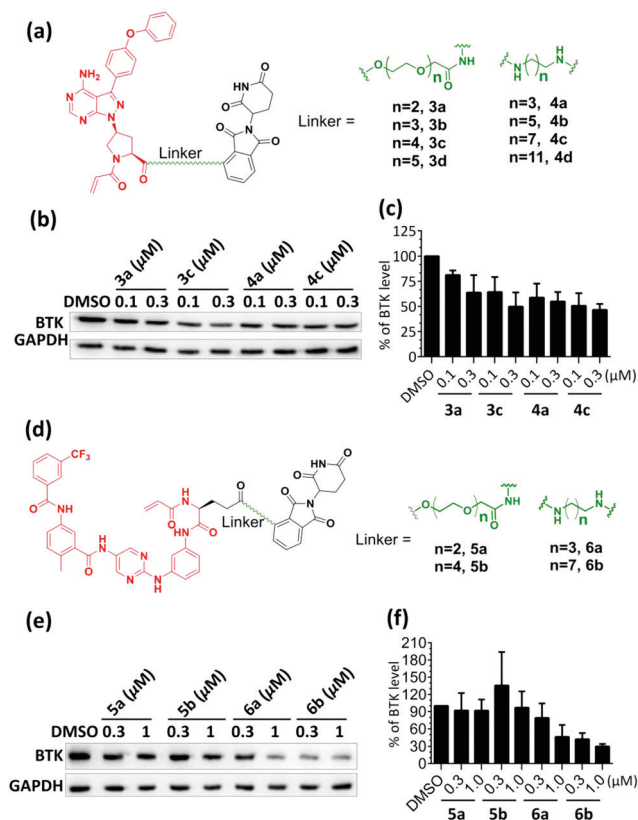 (a)
O
NH2
N
N
N
N
N
O
O
Linker
HN
O
O
N
O
O
Linker =
O
O
n
NH
O
n=2, 3a
n=3, 3b
n=4, 3c
n=5, 3d
N
H
n
H
N
n=3, 4a
n=5, 4b
n=7, 4c
n=11, 4d
(b)
3a (µM)
3c (µM)
4a (µM)
4c (µM)
DMSO 0.1 0.3 0.1 0.3 0.1 0.3 0.1 0.3
BTK
GAPDH
(c)
% of BTK level
125
100
75
50
25
0
DMSO 0.1 0.3 0.1 0.3 0.1 0.3 0.1 0.3 (µM)
3a 3c 4a 4c
(d)
CF3
O
NH
O
H
N
N
N
N
H
H
N
O
NH
O
O
Linker
HN
O
O
N
O
O
Linker =
O
O
n
NH
O
n=2, 5a
n=4, 5b
N
H
n
H
N
n=3, 6a
n=7, 6b
(e)
5a (µM)
5b (µM)
6a (µM)
6b (µM)
DMSO 0.3 1 0.3 1 0.3 1 0.3 1
BTK
GAPDH
(f)
% of BTK level
210
180
150
120
90
60
30
0
DMSO 0.3 1.0 0.3 1.0 0.3 1.0 0.3 1.0 (µM)
5a 5b 6a 6b